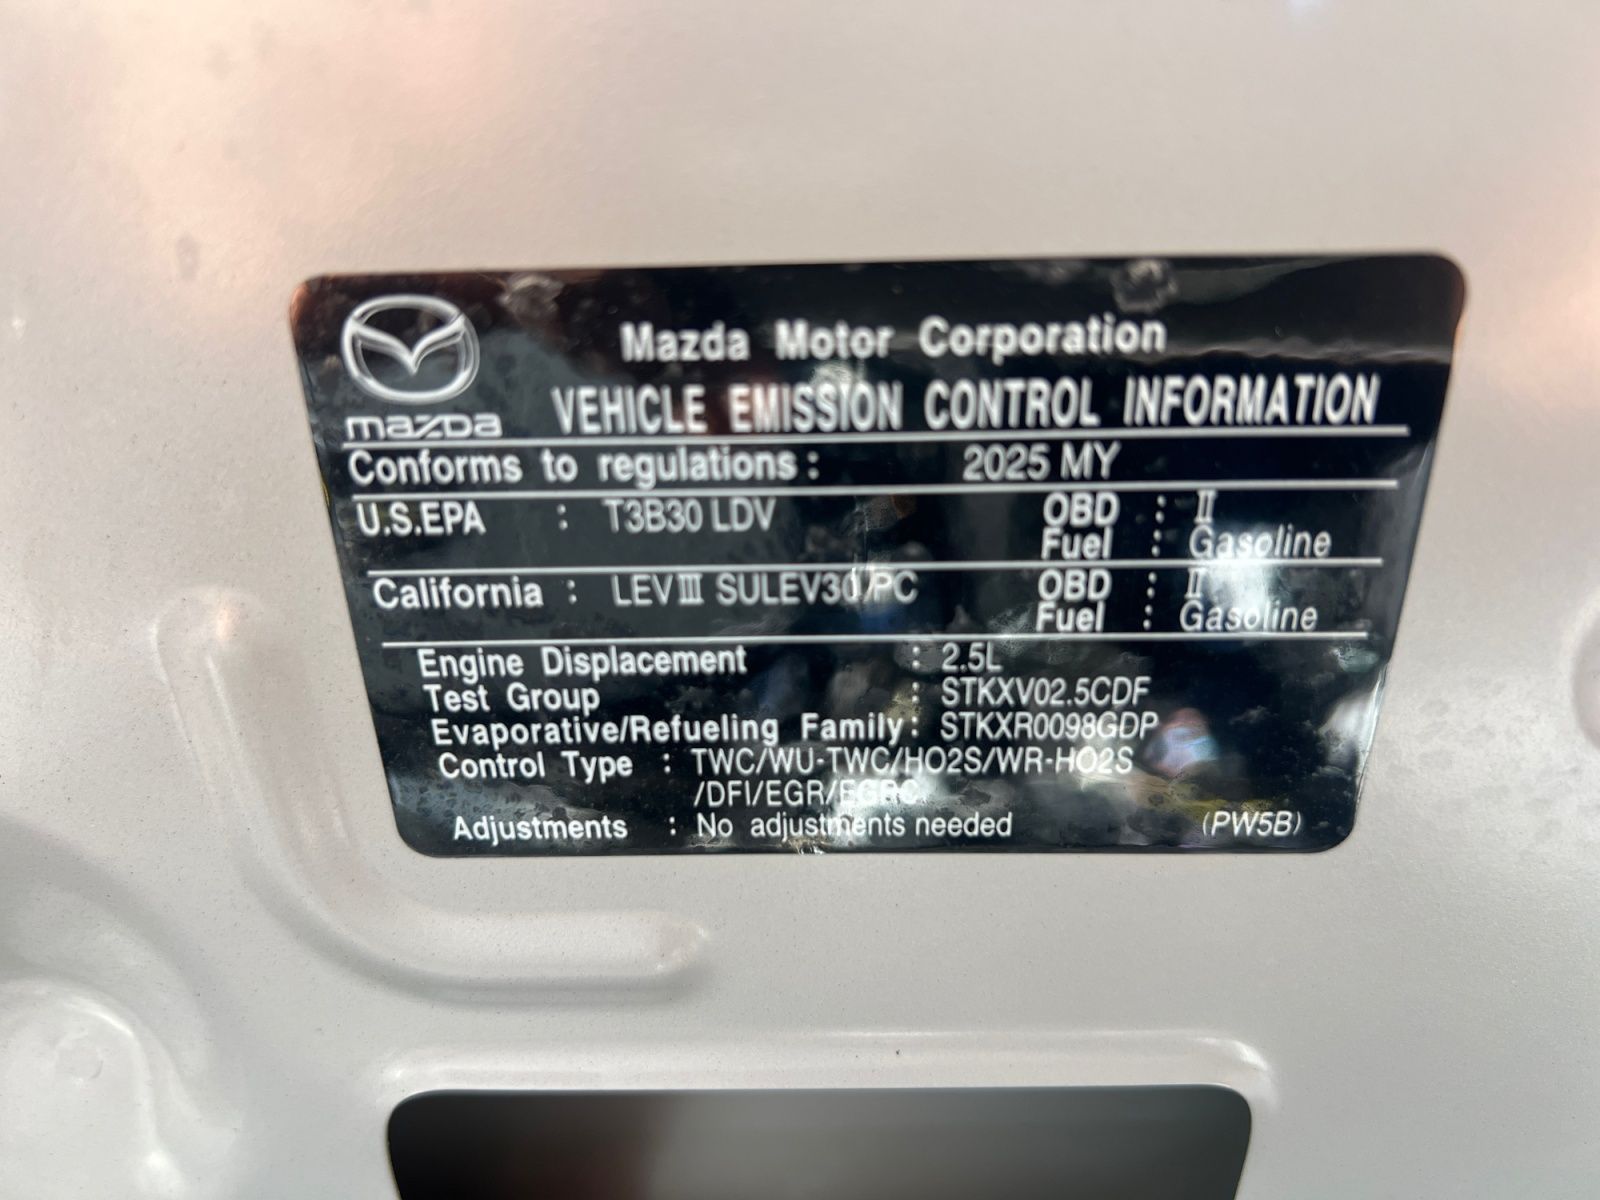 mazda
Mazda Motor Corporation
VEHICLE EMISSION CONTROL INFORMATION
Conforms to regulations : 2025 MY
U.S.EPA : T3B30 LDV OBD : Ⅱ
Fuel : Gasoline
California : LEVⅢ SULEV30/PC OBD : Ⅱ
Fuel : Gasoline
Engine Displacement : 2.5L
Test Group : STKXV02.5CDF
Evaporative/Refueling Family : STKXR0098GDP
Control Type : TWC/WU-TWC/HO2S/WR-HO2S
/DFI/EGR/EGRC
Adjustments : No adjustments needed (PW5B)